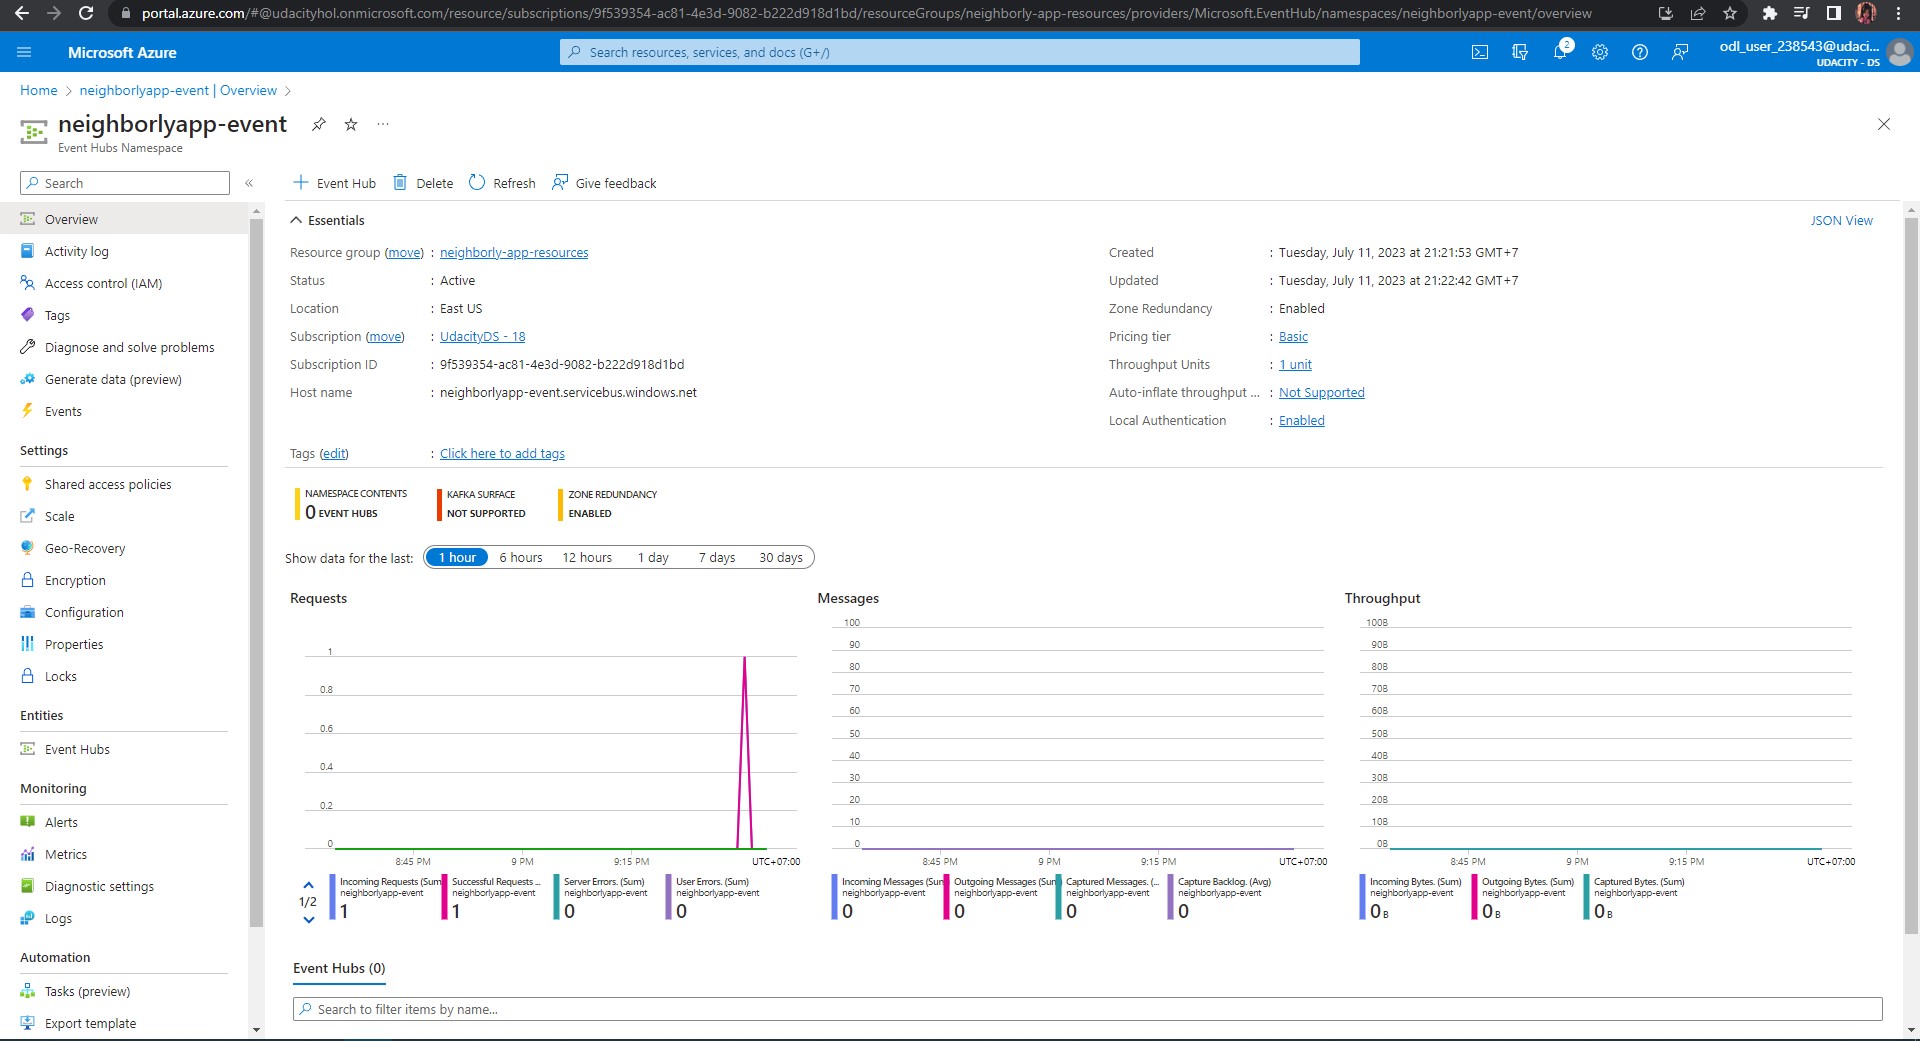 portal.azure.com/#@udacityhol.onmicrosoft.com/resource/subscriptions/9f539354-ac81-4e3d-9082-b222d918d1bd/resourceGroups/neighborly-app-resources/providers/Microsoft.EventHub/namespaces/neighborlyapp-event/overview
Microsoft Azure
Search resources, services, and docs (G+/)
2
odl_user_238543@udaci...
UDACITY - DS
Home > neighborlyapp-event | Overview >
neighborlyapp-event
Event Hubs Namespace
Search
«
Overview
Activity log
Access control (IAM)
Tags
Diagnose and solve problems
Generate data (preview)
Events
Settings
Shared access policies
Scale
Geo-Recovery
Encryption
Configuration
Properties
Locks
Entities
Event Hubs
Monitoring
Alerts
Metrics
Diagnostic settings
Logs
Automation
Tasks (preview)
Export template
Event Hub Delete Refresh Give feedback
Essentials
JSON View
Resource group (move) : neighborly-app-resources
Status : Active
Location : East US
Subscription (move) : UdacityDS - 18
Subscription ID : 9f539354-ac81-4e3d-9082-b222d918d1bd
Host name : neighborlyapp-event.servicebus.windows.net
Created : Tuesday, July 11, 2023 at 21:21:53 GMT+7
Updated : Tuesday, July 11, 2023 at 21:22:42 GMT+7
Zone Redundancy : Enabled
Pricing tier : Basic
Throughput Units : 1 unit
Auto-inflate throughput ... : Not Supported
Local Authentication : Enabled
Tags (edit) : Click here to add tags
NAMESPACE CONTENTS
0 EVENT HUBS
KAFKA SURFACE
NOT SUPPORTED
ZONE REDUNDANCY
ENABLED
Show data for the last: 1 hour 6 hours 12 hours 1 day 7 days 30 days
Requests
1
0.8
0.6
0.4
0.2
0
8:45 PM 9 PM 9:15 PM UTC+07:00
1/2
Incoming Requests (Sum)
neighborlyapp-event
1
Successful Requests ...
neighborlyapp-event
1
Server Errors. (Sum)
neighborlyapp-event
0
User Errors. (Sum)
neighborlyapp-event
0
Messages
100
90
80
70
60
50
40
30
20
10
0
8:45 PM 9 PM 9:15 PM UTC+07:00
Incoming Messages (Sum)
neighborlyapp-event
0
Outgoing Messages (Sum)
neighborlyapp-event
0
Captured Messages. (...
neighborlyapp-event
0
Capture Backlog. (Avg)
neighborlyapp-event
0
Throughput
100B
90B
80B
70B
60B
50B
40B
30B
20B
10B
0B
8:45 PM 9 PM 9:15 PM UTC+07:00
Incoming Bytes. (Sum)
neighborlyapp-event
0 B
Outgoing Bytes. (Sum)
neighborlyapp-event
0 B
Captured Bytes. (Sum)
neighborlyapp-event
0 B
Event Hubs (0)
Search to filter items by name...